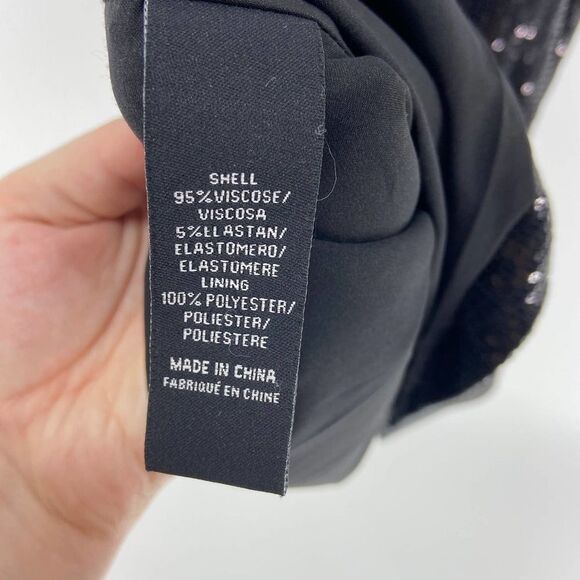 SHELL
95%VISCOSE/
VISCOSA
5%ELASTAN/
ELASTOMERO/
ELASTOMERE
LINING
100% POLYESTER/
POLIESTER/
POLIESTERE
MADE IN CHINA
FABRIQUÉ EN CHINE